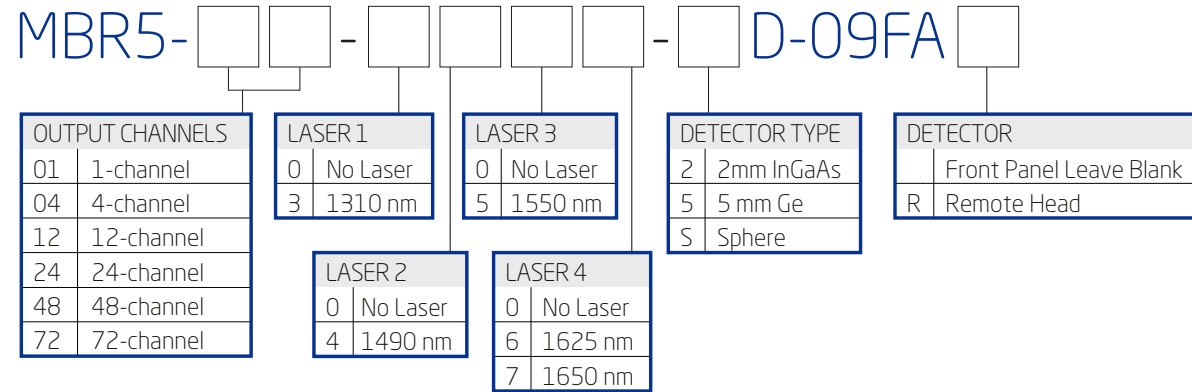 MBR5- - - D-09FA
OUTPUT CHANNELS
01 1-channel
04 4-channel
12 12-channel
24 24-channel
48 48-channel
72 72-channel
LASER 1
0 No Laser
3 1310 nm
LASER 2
0 No Laser
4 1490 nm
LASER 3
0 No Laser
5 1550 nm
LASER 4
0 No Laser
6 1625 nm
7 1650 nm
DETECTOR TYPE
2 2mm InGaAs
5 5 mm Ge
S Sphere
DETECTOR
Front Panel Leave Blank
R Remote Head